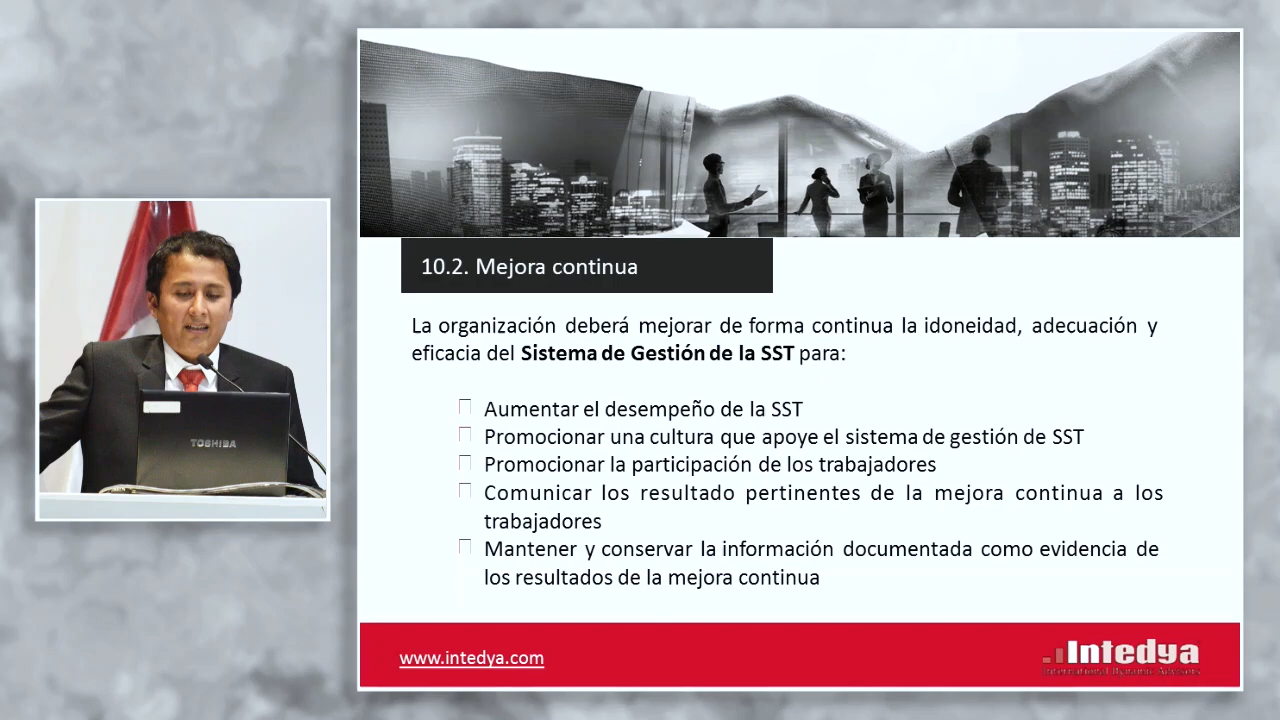 10.2. Mejora continua
La organización deberá mejorar de forma continua la idoneidad, adecuación y
eficacia del Sistema de Gestión de la SST para:
Aumentar el desempeño de la SST
Promocionar una cultura que apoye el sistema de gestión de SST
Promocionar la participación de los trabajadores
Comunicar los resultado pertinentes de la mejora continua a los
trabajadores
Mantener y conservar la información documentada como evidencia de
los resultados de la mejora continua
TOSHIBA
www.intedya.com
Intedya
International Dynamic Advisors